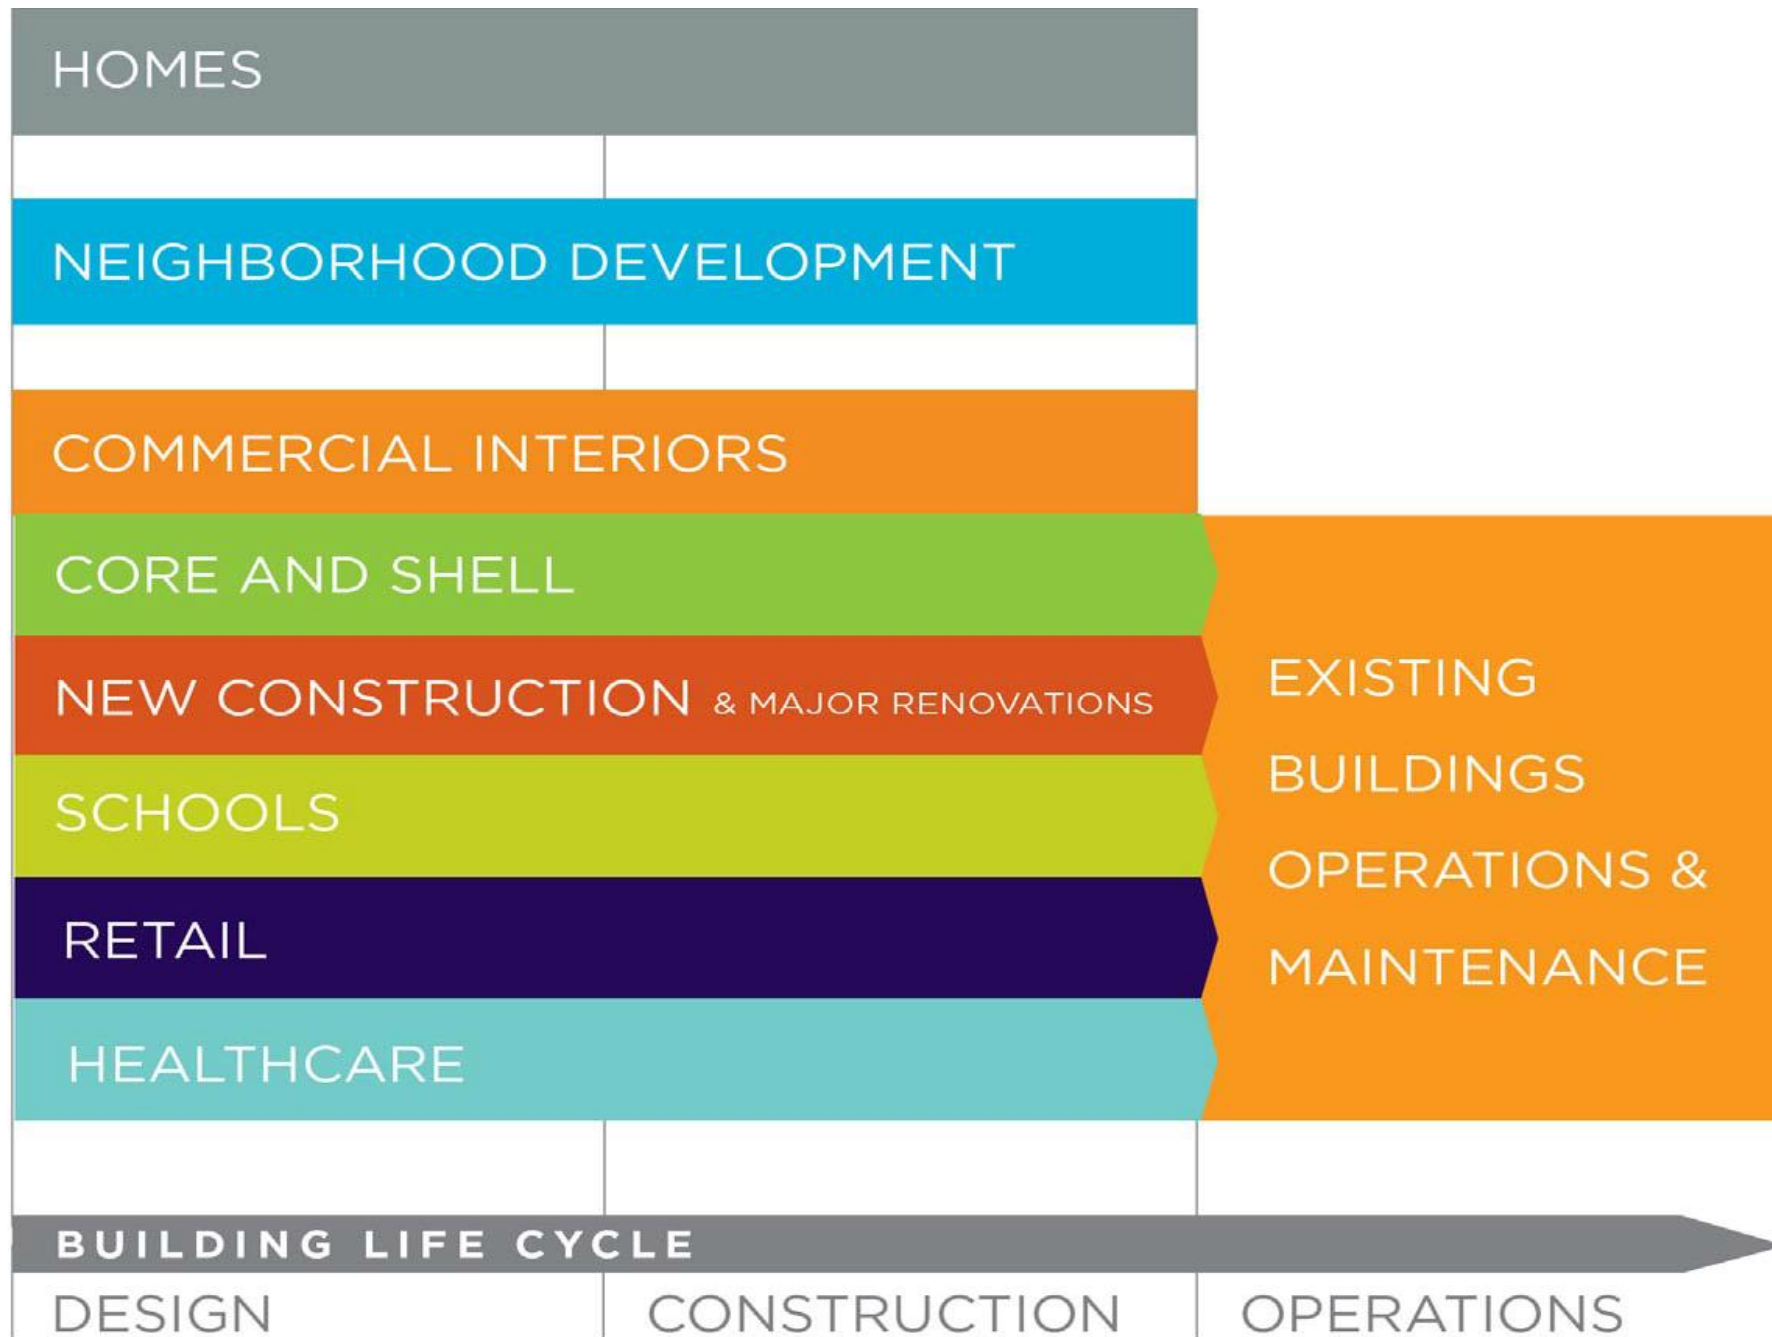 HOMES
NEIGHBORHOOD DEVELOPMENT
COMMERCIAL INTERIORS
CORE AND SHELL
NEW CONSTRUCTION & MAJOR RENOVATIONS
SCHOOLS
RETAIL
HEALTHCARE
EXISTING
BUILDINGS
OPERATIONS &
MAINTENANCE
BUILDING LIFE CYCLE
DESIGN
CONSTRUCTION
OPERATIONS